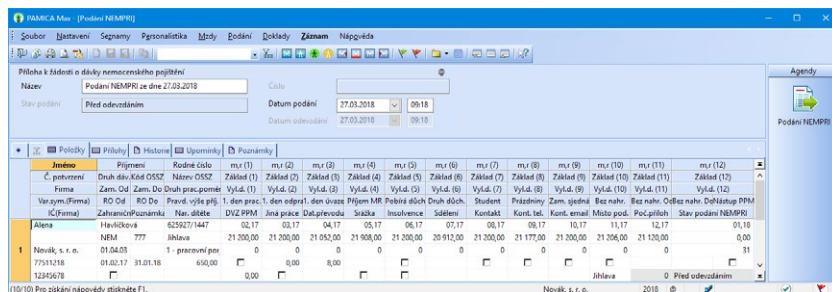 PAMICA Max - [Podání NEMPRI]
Soubor Nastavení Seznamy Personalistika Mzdy Podání Doklady Záznam Nápověda
Příloha k žádosti o dávky nemocenského pojištění
Agendy
Název Podání NEMPRI ze dne 27.03.2018 Číslo
Stav podání Před odevzdáním Datum podání 27.03.2018 09:18
Datum odevzdání 27.03.2018 09:18
Podání NEMPRI
Položky Přílohy Historie Upomínky Poznámky
Jméno Příjmení Rodné číslo m,r (1) m,r (2) m,r (3) m,r (4) m,r (5) m,r (6) m,r (7) m,r (8) m,r (9) m,r (10) m,r (11) m,r (12)
Č. potvrzení Druh dáv. Kód OSSZ Název OSSZ Základ (1) Základ (2) Základ (3) Základ (4) Základ (5) Základ (6) Základ (7) Základ (8) Základ (9) Základ (10) Základ (11) Základ (12)
Firma Zam. Od Zam. Do Druh prac.poměr Vyl.d. (1) Vyl.d. (2) Vyl.d. (3) Vyl.d. (4) Vyl.d. (5) Vyl.d. (6) Vyl.d. (7) Vyl.d. (8) Vyl.d. (9) Vyl.d. (10) Vyl.d. (11) Vyl.d. (12)
Var.sym.(Firma) RO Od RO Do Pravd. výše příj. 1. den prac. 1. den odpra 1. den úvaze Příjem MR Pobírá důch Druh důch. Student Prázdniny Zam. sjedná Bez nahr. Bez nahr. Od Bez nahr. Do Nástup PPM
IČ(Firma) Zahraničn Poznámka Nar. dítěte DVZ PPM Jiná práce Dat.převodu Srážka Insolvence Sdělení Kontakt Kont. tel. Kont. email Místo pod. Poč.příloh Stav podání NEMPRI
Alena Havlíčková 625927/1447 02,17 03,17 04,17 05,17 06,17 07,17 08,17 09,17 10,17 11,17 12,17 01,18
NEM 777 Jihlava 21 200,00 21 200,00 21 052,00 21 908,00 21 200,00 20 912,00 21 200,00 21 177,00 21 200,00 21 206,00 21 120,00 0,00
1 Novák, s. r. o. 01.04.03 1 - pracovní por 0 0 0 0 0 0 0 0 0 0 0 31
77511218 01.02.17 31.01.18 650,00 0,00 8,00
12345678 0,00 Jihlava 0 Před odevzdáním
(10/10) Pro získání nápovědy stiskněte F1. Novák, s. r. o. 2018 @